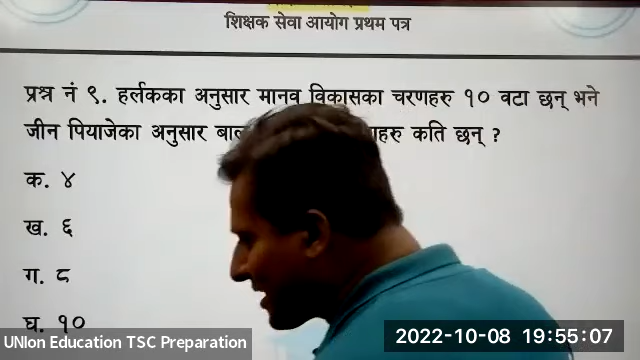 शिक्षक सेवा आयोग प्रथम पत्र
प्रश्न नं ९. हर्लकका अनुसार मानव विकासका चरणहरु १० वटा छन् भने
जीन पियाजेका अनुसार कति छन् ?
क. ४
ख. ६
ग. ८
घ. १०
UNIon Education TSC Preparation
2022-10-08 19:55:07